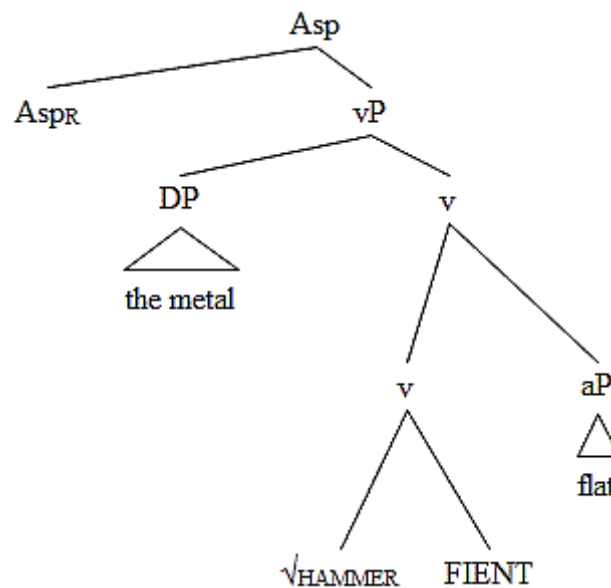 Asp
AspR vP
DP v
the metal
v aP
flat
√HAMMER FIENT